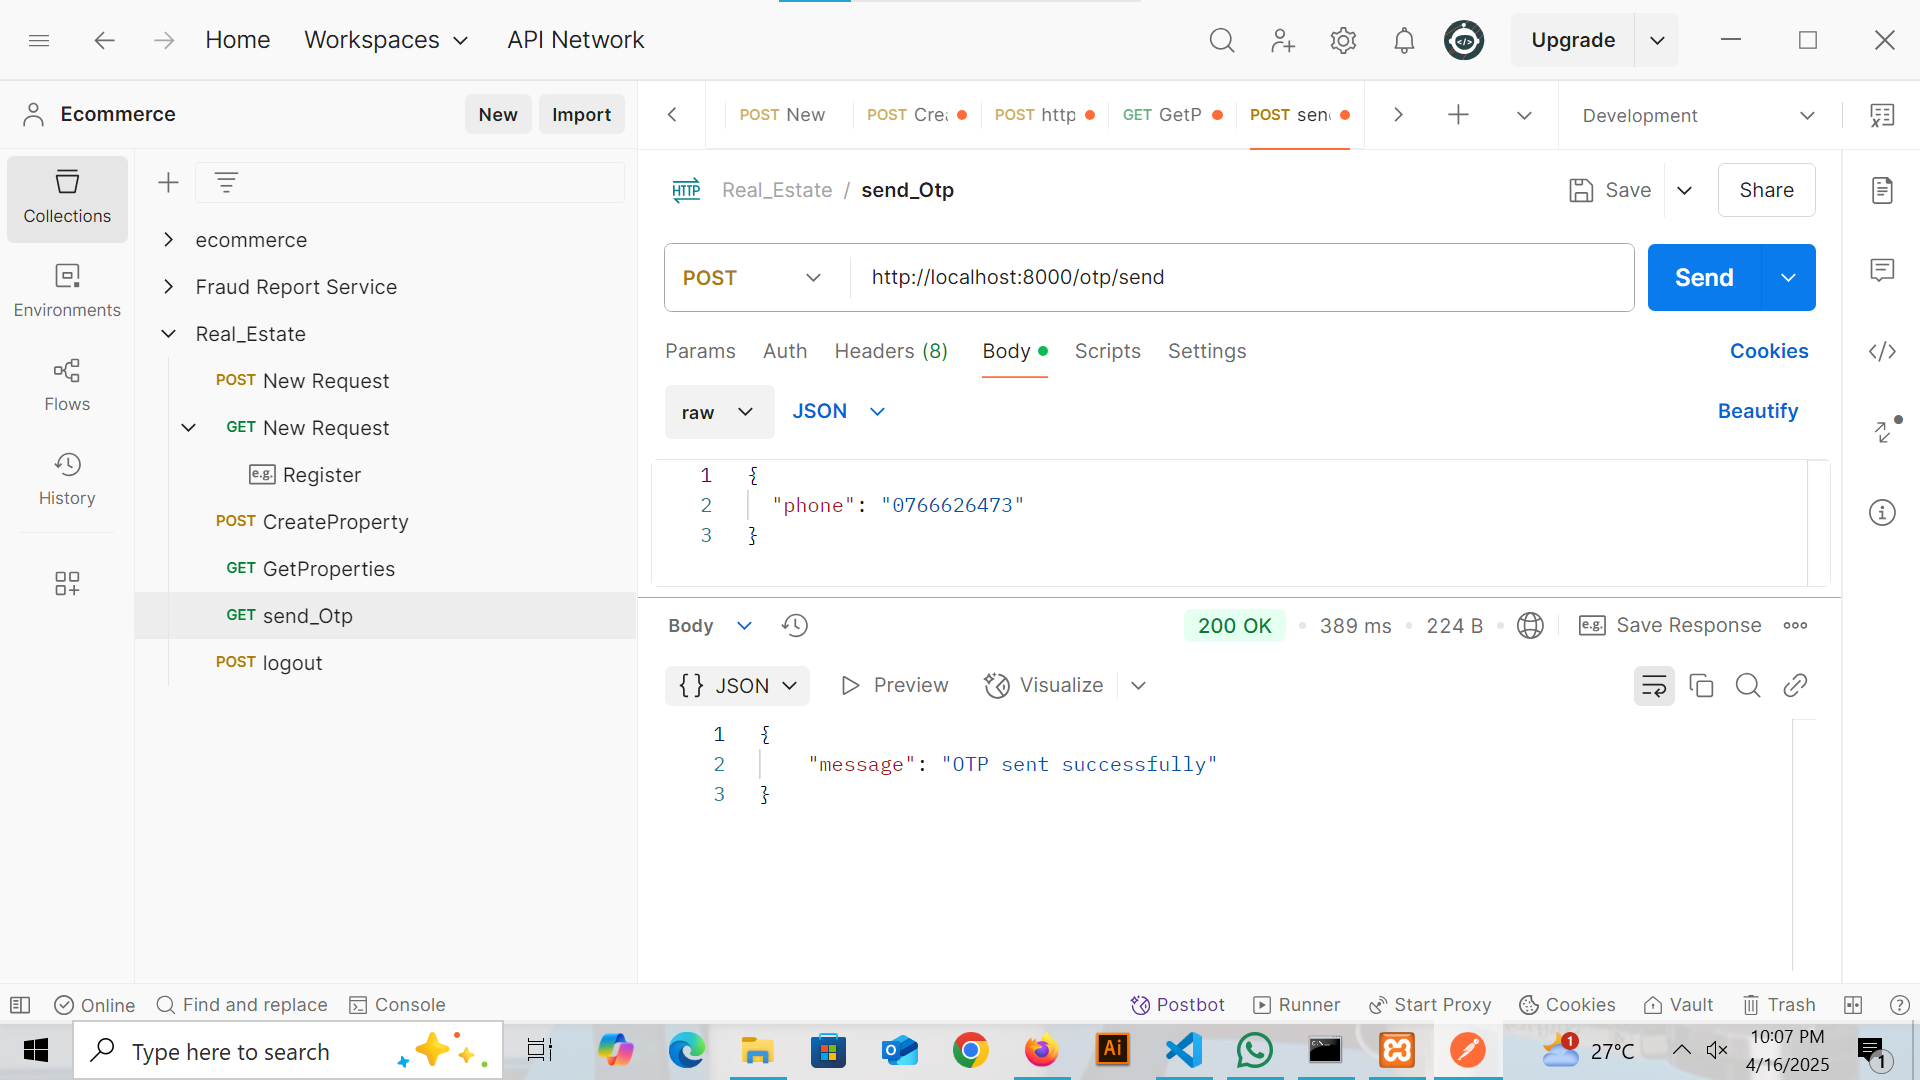 Home
Workspaces
API Network
Upgrade
Ecommerce
New
Import
POST New
POST Cre
POST http
GET GetP
POST sen
Development
Collections
Environments
Flows
History
ecommerce
Fraud Report Service
Real_Estate
POST New Request
GET New Request
e.g. Register
POST CreateProperty
GET GetProperties
GET send_Otp
POST logout
HTTP Real_Estate / send_Otp
Save
Share
POST
http://localhost:8000/otp/send
Send
Params
Auth
Headers (8)
Body
Scripts
Settings
Cookies
raw
JSON
Beautify
1 {
2 "phone": "0766626473"
3 }
Body
200 OK
389 ms
224 B
e.g. Save Response
{} JSON
Preview
Visualize
1 {
2 "message": "OTP sent successfully"
3 }
Online
Find and replace
Console
Postbot
Runner
Start Proxy
Cookies
Vault
Trash
Type here to search
Ai
1
27°C
10:07 PM
4/16/2025
1